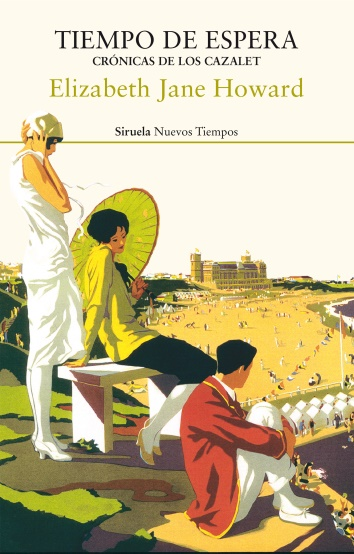 TIEMPO DE ESPERA
CRÓNICAS DE LOS CAZALET
Elizabeth Jane Howard
Siruela Nuevos Tiempos